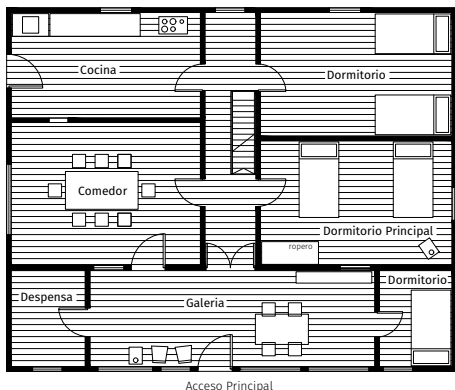 Cocina
Dormitorio
Comedor
Dormitorio Principal
ropero
Despensa
Galeria
Dormitorio
Acceso Principal